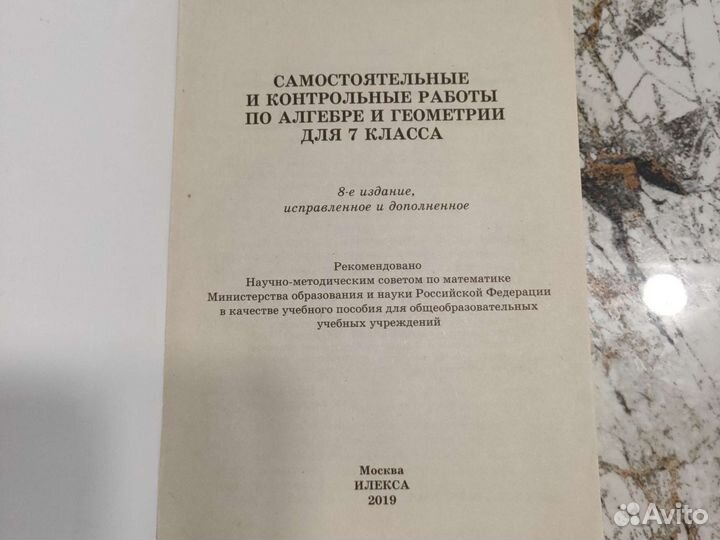 САМОСТОЯТЕЛЬНЫЕ
И КОНТРОЛЬНЫЕ РАБОТЫ
ПО АЛГЕБРЕ И ГЕОМЕТРИИ
ДЛЯ 7 КЛАССА
8-е издание,
исправленное и дополненное
Рекомендовано
Научно-методическим советом по математике
Министерства образования и науки Российской Федерации
в качестве учебного пособия для общеобразовательных
учебных учреждений
Москва
ИЛЕКСА
2019
Avito